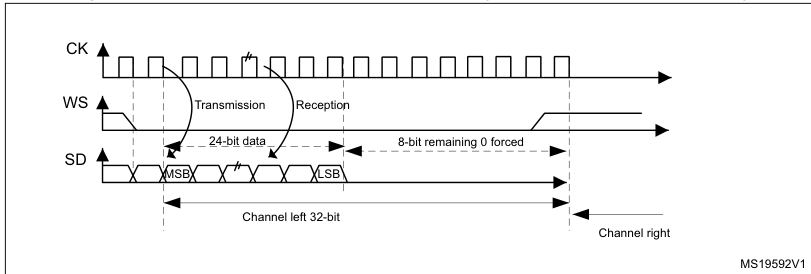 CK
WS
Transmission
Reception
24-bit data
8-bit remaining 0 forced
SD
MSB
LSB
Channel left 32-bit
Channel right
MS19592V1